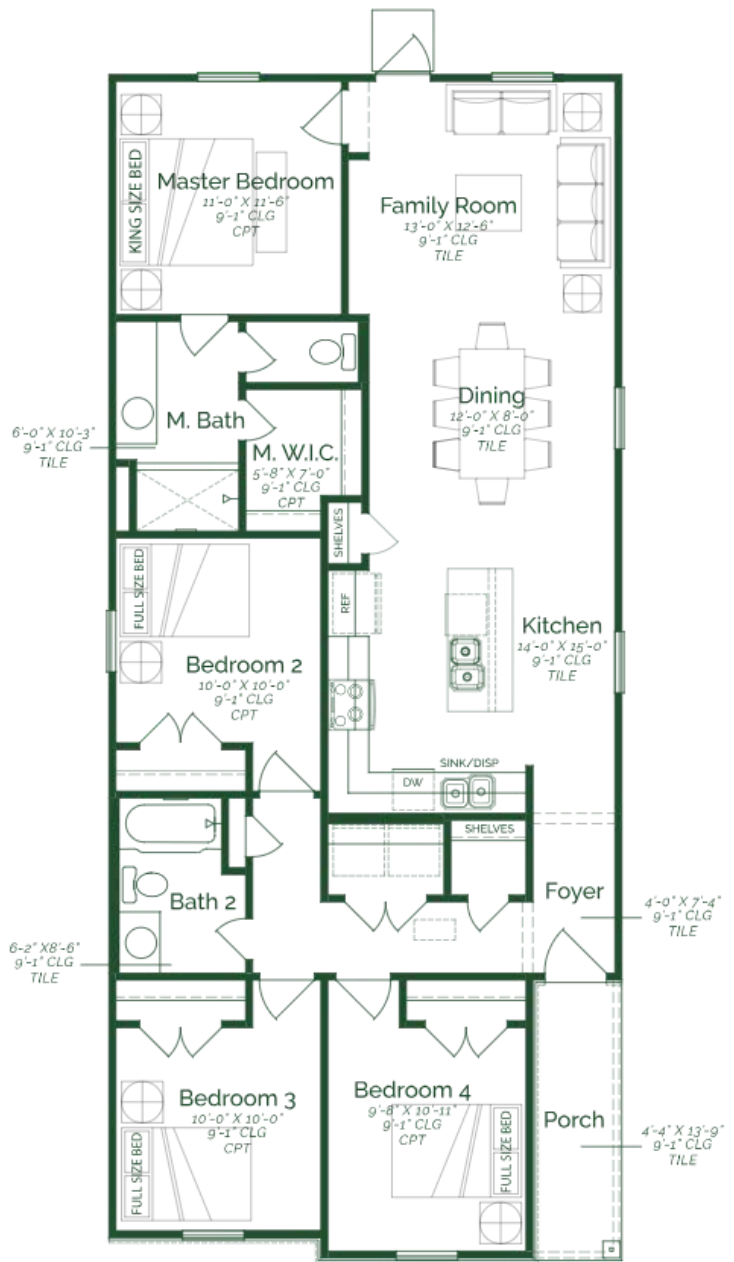 KING SIZE BED
Master Bedroom
11'-0" X 11'-6"
9'-1" CLG
CPT
Family Room
13'-0" X 12'-6"
9'-1" CLG
TILE
M. Bath
6'-0" X 10'-3"
9'-1" CLG
TILE
M. W.I.C.
5'-8" X 7'-0"
9'-1" CLG
CPT
Dining
12'-0" X 8'-0"
9'-1" CLG
TILE
SHELVES
REF
FULL SIZE BED
Bedroom 2
10'-0" X 10'-0"
9'-1" CLG
CPT
Kitchen
14'-0" X 15'-0"
9'-1" CLG
TILE
SINK/DISP
DW
SHELVES
Bath 2
6-2" X8'-6"
9'-1" CLG
TILE
Foyer
4'-0" X 7'-4"
9'-1" CLG
TILE
Bedroom 3
10'-0" X 10'-0"
9'-1" CLG
CPT
FULL SIZE BED
Bedroom 4
9'-8" X 10'-11"
9'-1" CLG
CPT
FULL SIZE BED
Porch
4'-4" X 13'-9"
9'-1" CLG
TILE